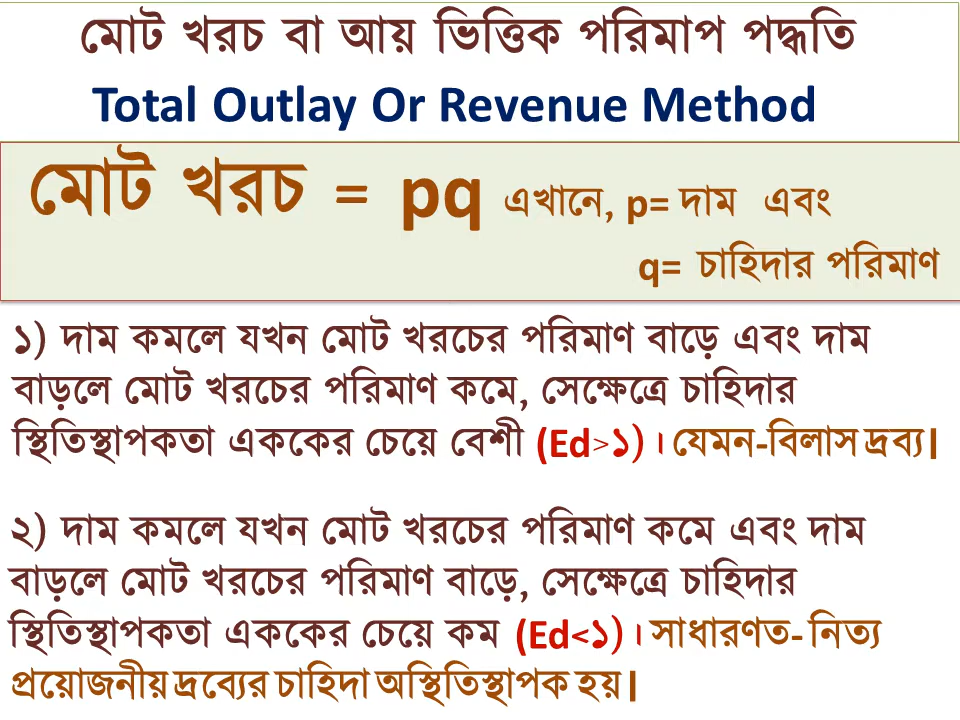 মোট খরচ বা আয় ভিত্তিক পরিমাপ পদ্ধতি
Total Outlay Or Revenue Method
মোট খরচ = pq এখানে, p= দাম এবং
q= চাহিদার পরিমাণ
১) দাম কমলে যখন মোট খরচের পরিমাণ বাড়ে এবং দাম
বাড়লে মোট খরচের পরিমাণ কমে, সেক্ষেত্রে চাহিদার
স্থিতিস্থাপকতা এককের চেয়ে বেশী (Ed>১)। যেমন-বিলাস দ্রব্য।
২) দাম কমলে যখন মোট খরচের পরিমাণ কমে এবং দাম
বাড়লে মোট খরচের পরিমাণ বাড়ে, সেক্ষেত্রে চাহিদার
স্থিতিস্থাপকতা এককের চেয়ে কম (Ed<১)। সাধারণত- নিত্য
প্রয়োজনীয় দ্রব্যের চাহিদা অস্থিতিস্থাপক হয়।